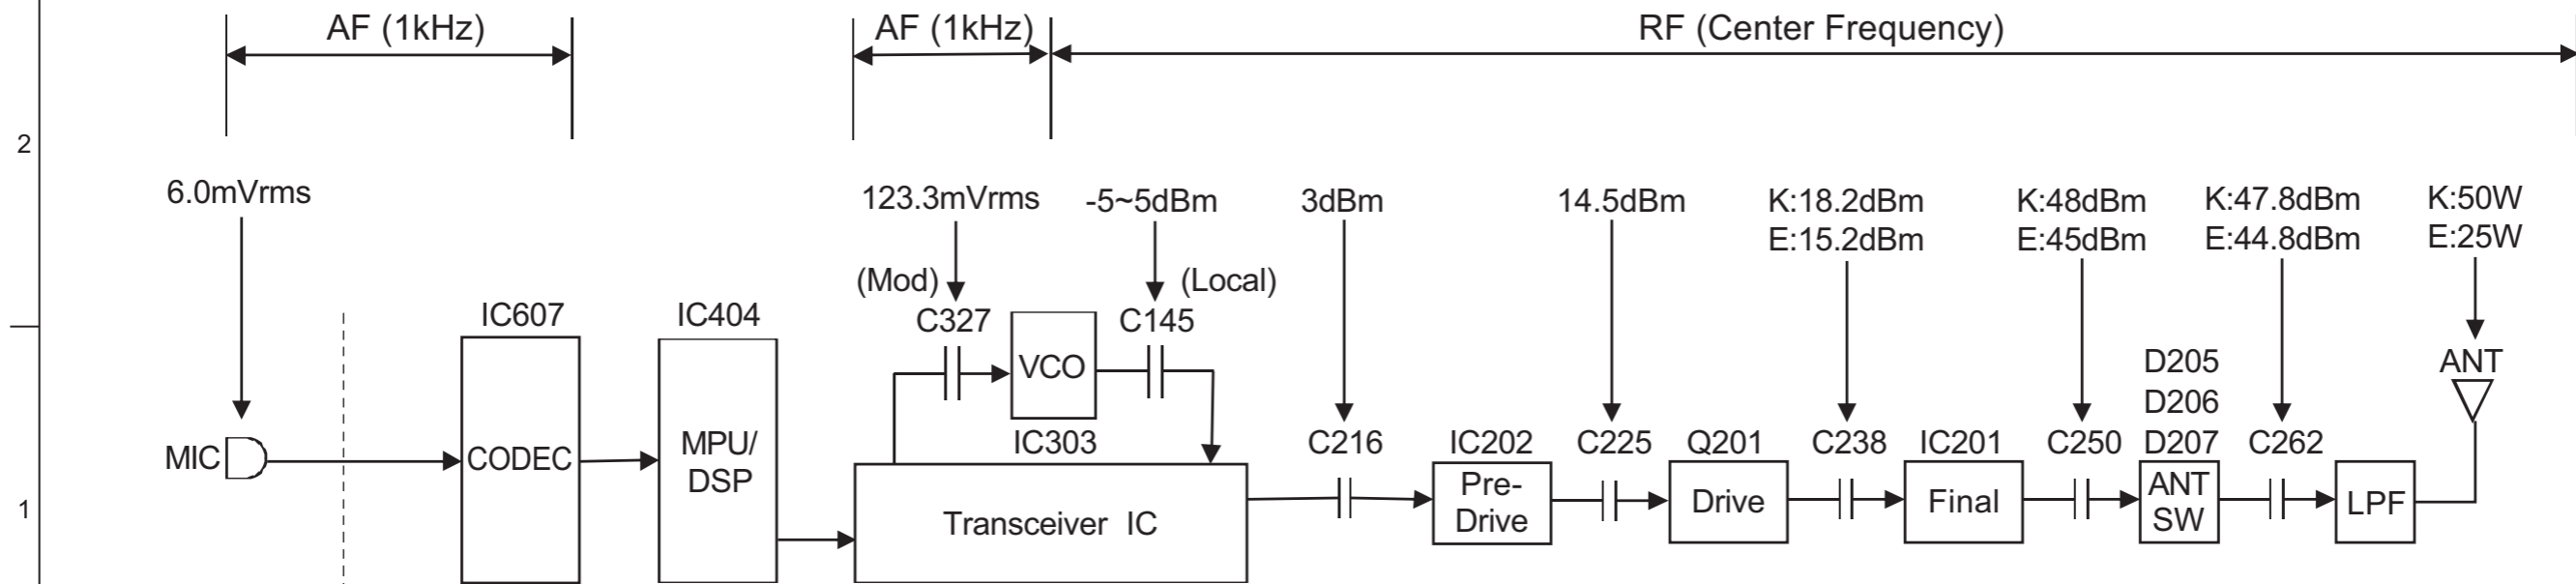 AF (1kHz)
AF (1kHz)
RF (Center Frequency)
2
6.0mVrms
123.3mVrms
-5~5dBm
3dBm
14.5dBm
K:18.2dBm
E:15.2dBm
K:48dBm
E:45dBm
K:47.8dBm
E:44.8dBm
K:50W
E:25W
(Mod)
(Local)
IC607
IC404
C327
VCO
C145
D205
D206
D207
ANT
MIC
CODEC
MPU/
DSP
IC303
Transceiver IC
C216
IC202
Pre-
Drive
C225
Q201
Drive
C238
IC201
Final
C250
ANT
SW
C262
LPF
1